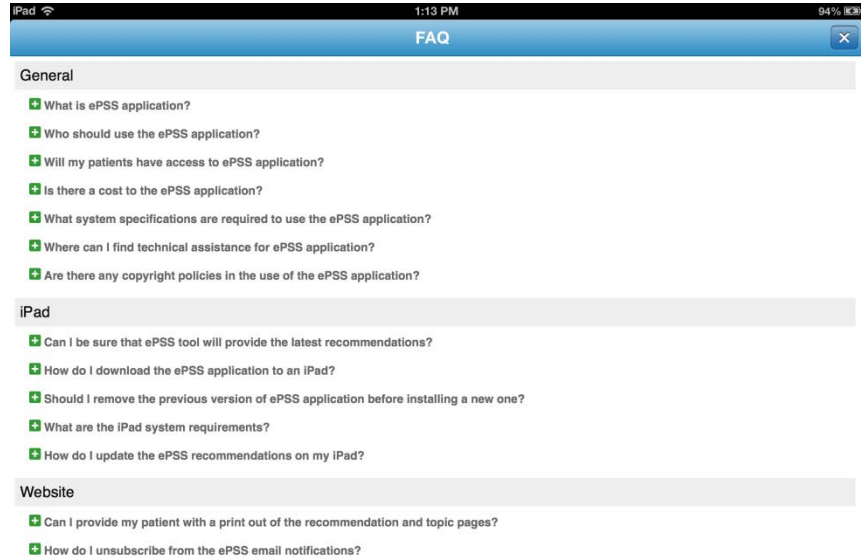 iPad 1:13 PM 94%
FAQ
General
What is ePSS application?
Who should use the ePSS application?
Will my patients have access to ePSS application?
Is there a cost to the ePSS application?
What system specifications are required to use the ePSS application?
Where can I find technical assistance for ePSS application?
Are there any copyright policies in the use of the ePSS application?
iPad
Can I be sure that ePSS tool will provide the latest recommendations?
How do I download the ePSS application to an iPad?
Should I remove the previous version of ePSS application before installing a new one?
What are the iPad system requirements?
How do I update the ePSS recommendations on my iPad?
Website
Can I provide my patient with a print out of the recommendation and topic pages?
How do I unsubscribe from the ePSS email notifications?